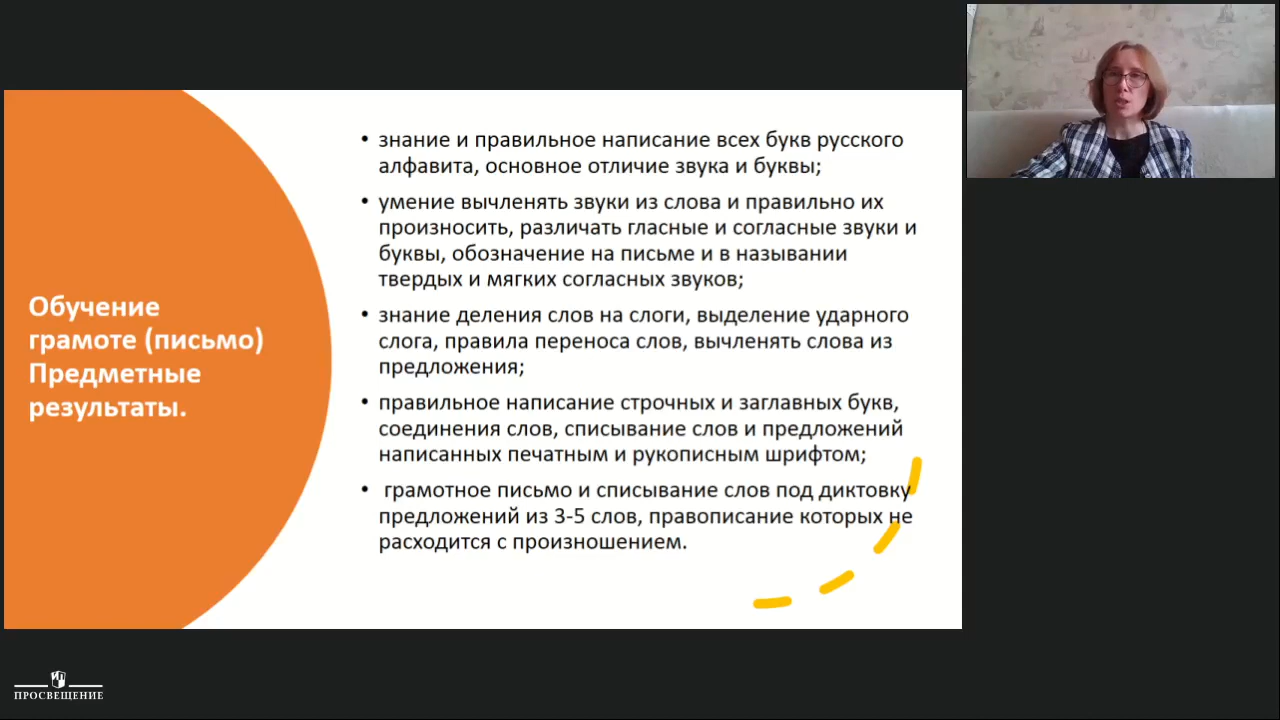 Обучение
грамоте (письмо)
Предметные
результаты.
• знание и правильное написание всех букв русского
алфавита, основное отличие звука и буквы;
• умение вычленять звуки из слова и правильно их
произносить, различать гласные и согласные звуки и
буквы, обозначение на письме и в назывании
твердых и мягких согласных звуков;
• знание деления слов на слоги, выделение ударного
слога, правила переноса слов, вычленять слова из
предложения;
• правильное написание строчных и заглавных букв,
соединения слов, списывание слов и предложений
написанных печатным и рукописным шрифтом;
• грамотное письмо и списывание слов под диктовку
предложений из 3-5 слов, правописание которых не
расходится с произношением.
ПРОСВЕЩЕНИЕ